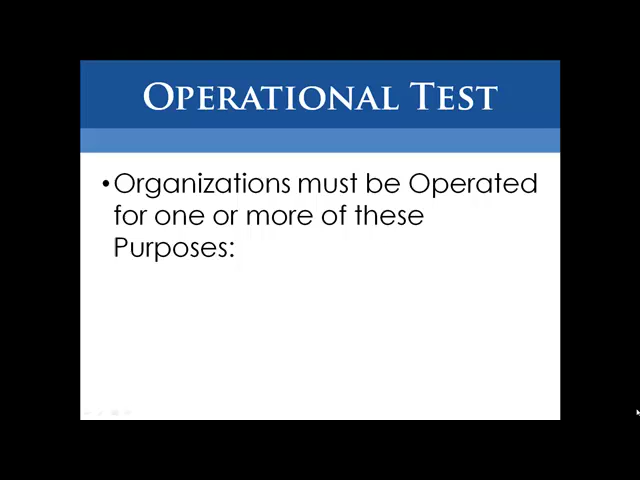 OPERATIONAL TEST
•Organizations must be Operated
for one or more of these
Purposes: